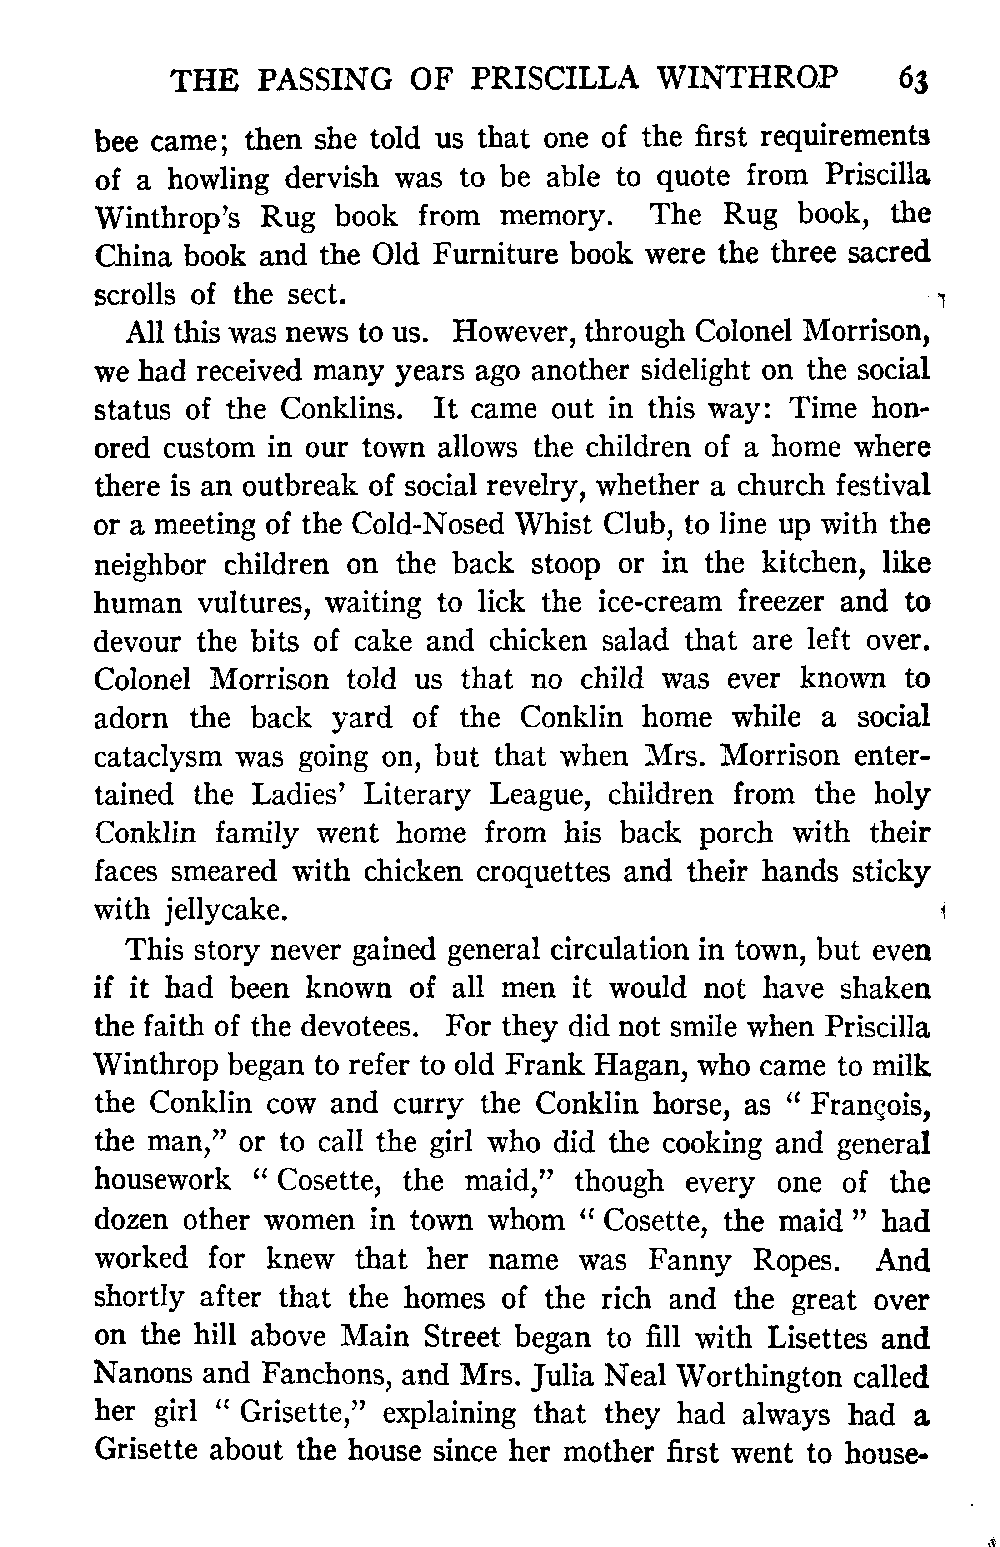 THE PASSING OF PRISCILLA WINTHROP 63
bee came; then she told us that one of the first requirements
of a howling dervish was to be able to quote from Priscilla
Winthrop's Rug book from memory. The Rug book, the
China book and the Old Furniture book were the three sacred
scrolls of the sect.
All this was news to us. However, through Colonel Morrison,
we had received many years ago another sidelight on the social
status of the Conklins. It came out in this way: Time hon-
ored custom in our town allows the children of a home where
there is an outbreak of social revelry, whether a church festival
or a meeting of the Cold-Nosed Whist Club, to line up with the
neighbor children on the back stoop or in the kitchen, like
human vultures, waiting to lick the ice-cream freezer and to
devour the bits of cake and chicken salad that are left over.
Colonel Morrison told us that no child was ever known to
adorn the back yard of the Conklin home while a social
cataclysm was going on, but that when Mrs. Morrison enter-
tained the Ladies' Literary League, children from the holy
Conklin family went home from his back porch with their
faces smeared with chicken croquettes and their hands sticky
with jellycake.
This story never gained general circulation in town, but even
if it had been known of all men it would not have shaken
the faith of the devotees. For they did not smile when Priscilla
Winthrop began to refer to old Frank Hagan, who came to milk
the Conklin cow and curry the Conklin horse, as " François,
the man," or to call the girl who did the cooking and general
housework " Cosette, the maid," though every one of the
dozen other women in town whom " Cosette, the maid " had
worked for knew that her name was Fanny Ropes. And
shortly after that the homes of the rich and the great over
on the hill above Main Street began to fill with Lisettes and
Nanons and Fanchons, and Mrs. Julia Neal Worthington called
her girl " Grisette," explaining that they had always had a
Grisette about the house since her mother first went to house-